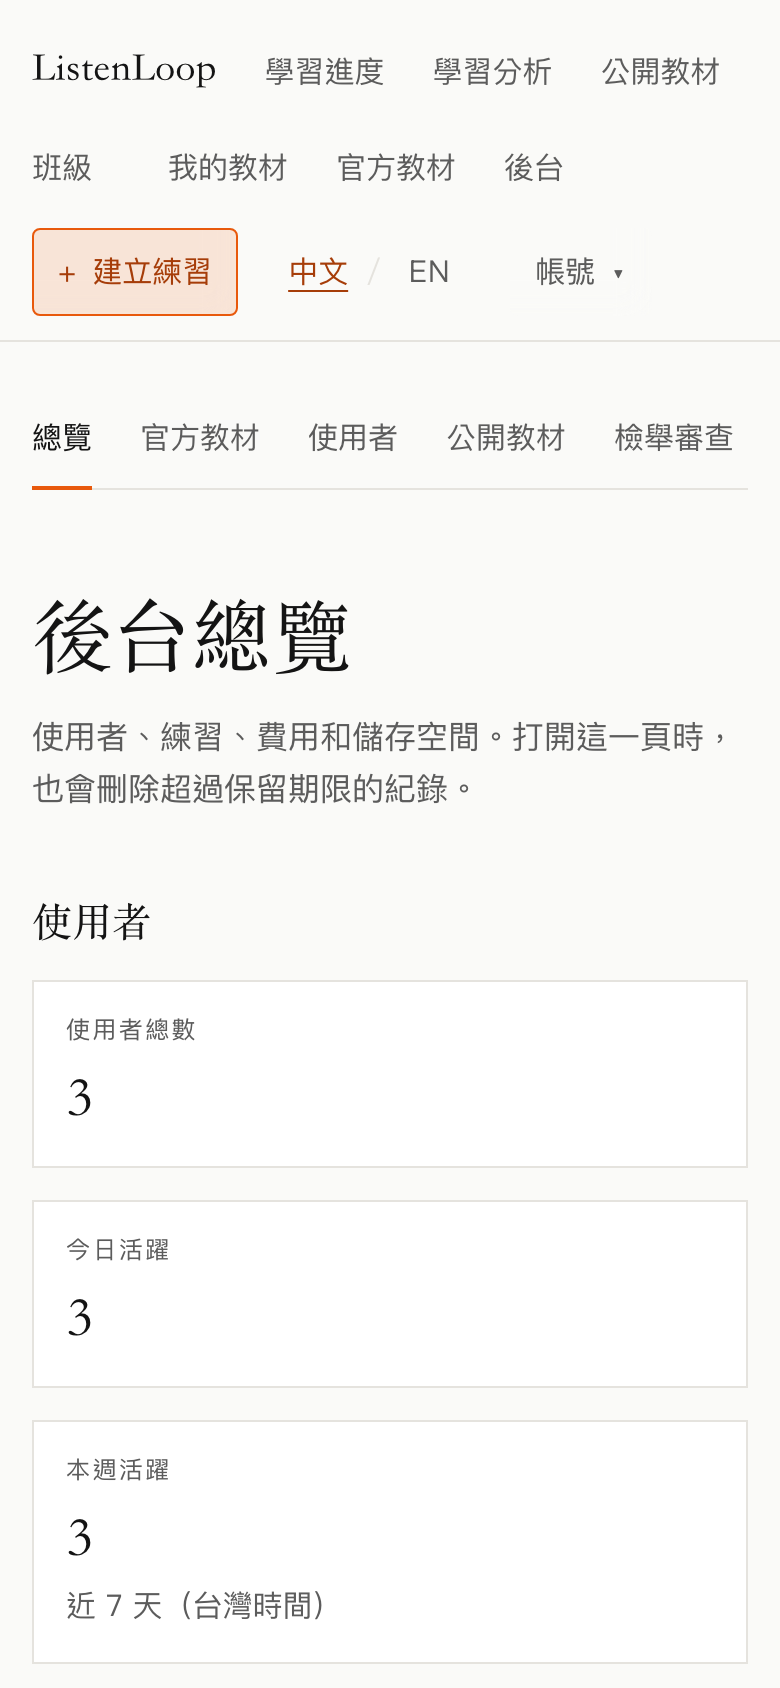 ListenLoop 學習進度 學習分析 公開教材
班級 我的教材 官方教材 後台
+ 建立練習 中文 / EN 帳號 ▾
總覽 官方教材 使用者 公開教材 檢舉審查
後台總覽
使用者、練習、費用和儲存空間。打開這一頁時，
也會刪除超過保留期限的紀錄。
使用者
使用者總數
3
今日活躍
3
本週活躍
3
近 7 天（台灣時間）